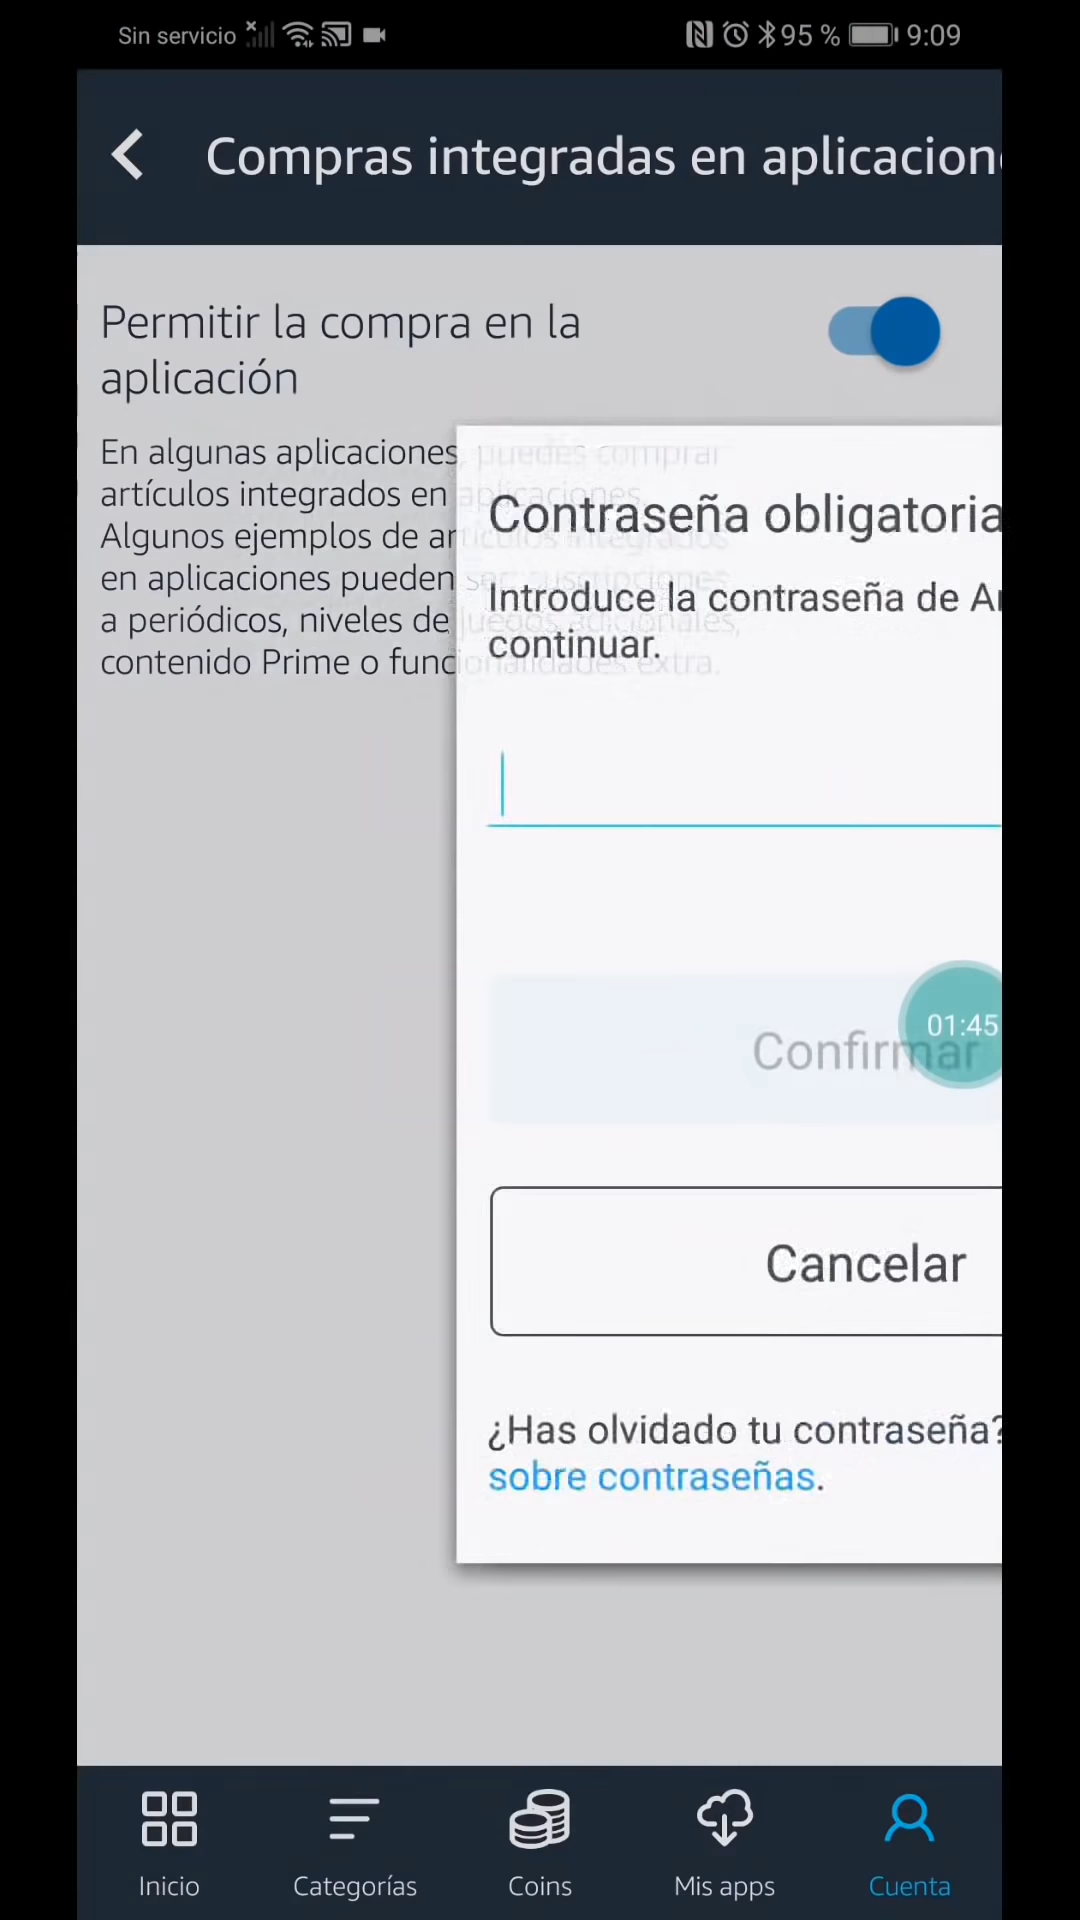 Sin servicio
95 %
9:09
Compras integradas en aplicacion
Permitir la compra en la
aplicación
En algunas aplicaciones, puedes comprar
artículos integrados en aplicaciones.
Algunos ejemplos de artículos integrados
en aplicaciones pueden ser: suscripciones
a periódicos, niveles de juegos adicionales,
contenido Prime o funcionalidades extra.
Contraseña obligatoria
Introduce la contraseña de A
continuar.
01:45
Confirmar
Cancelar
¿Has olvidado tu contraseña?
sobre contraseñas.
Inicio
Categorías
Coins
Mis apps
Cuenta